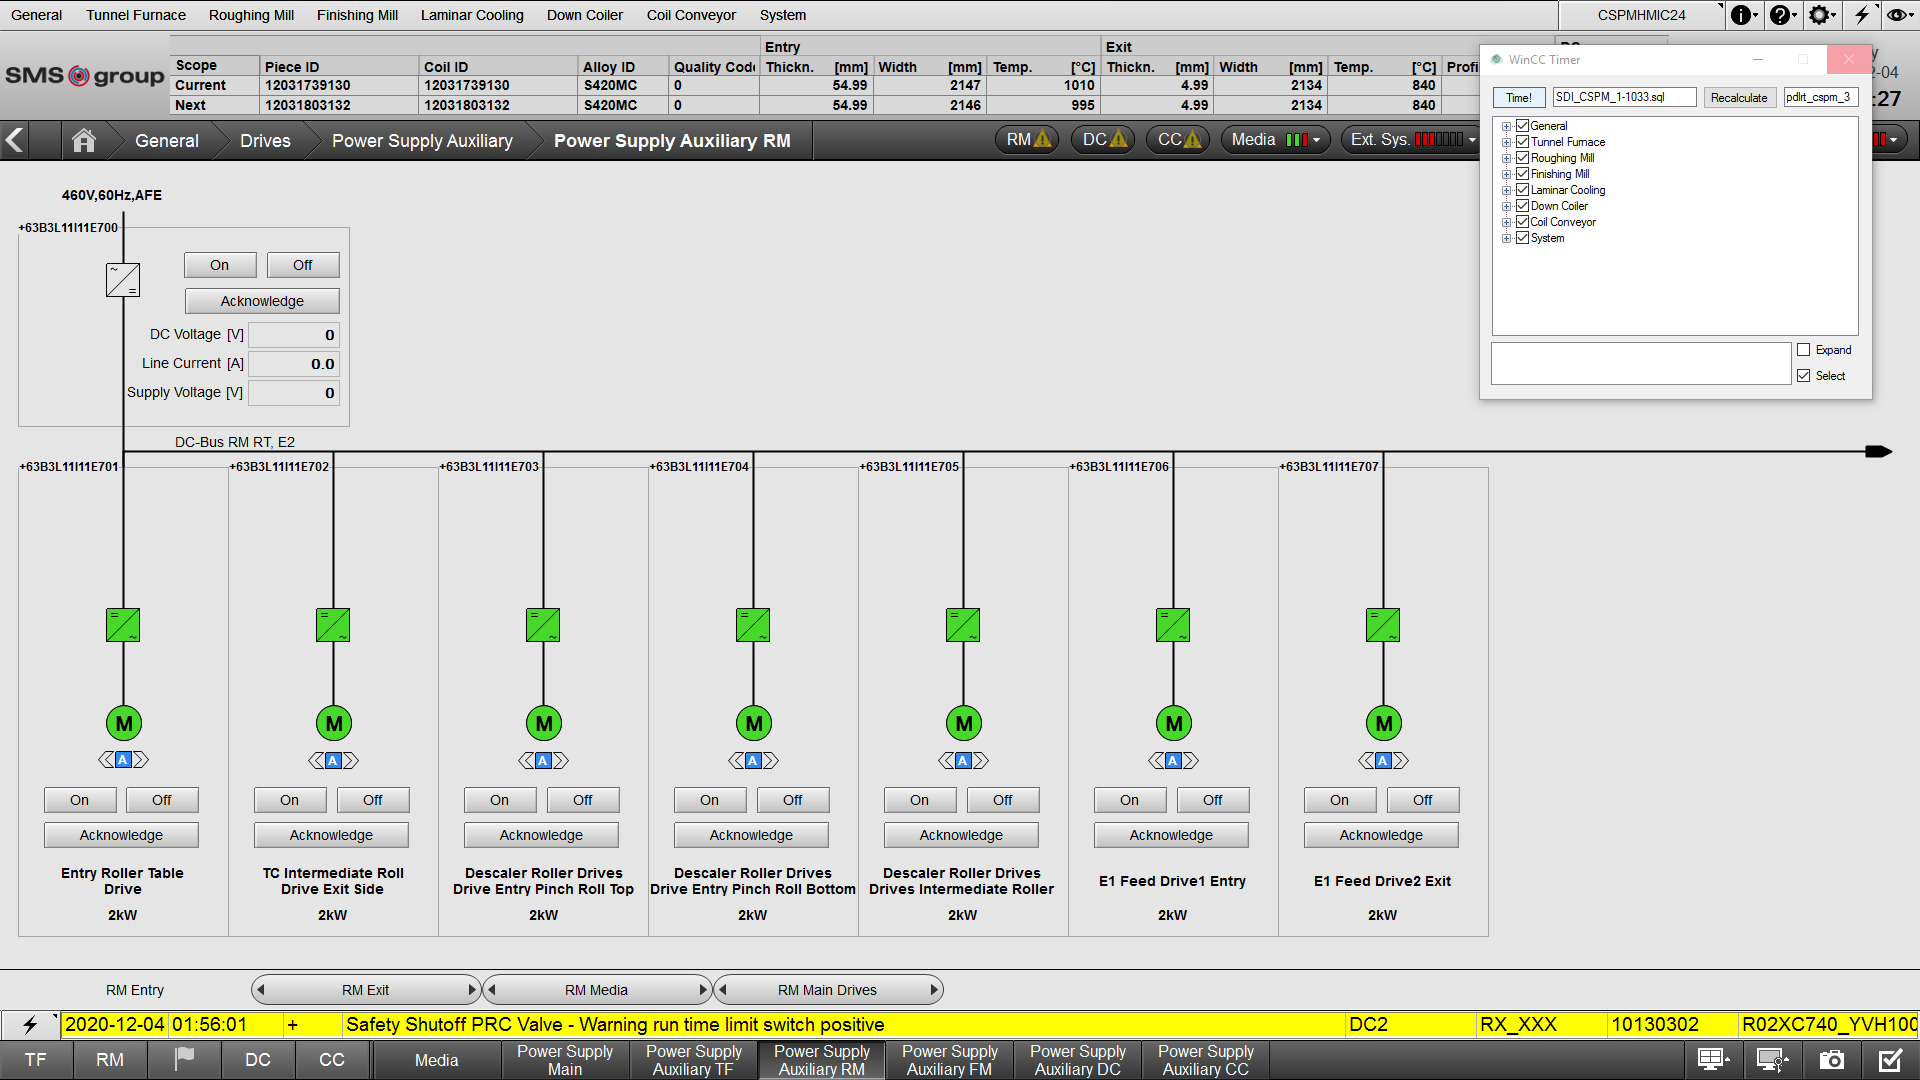 General Tunnel Furnace Roughing Mill Finishing Mill Laminar Cooling Down Coiler Coil Conveyor System CSPMHMIC24
SMS group
Entry Exit
Scope Piece ID Coil ID Alloy ID Quality Code Thickn. [mm] Width [mm] Temp. [°C] Thickn. [mm] Width [mm] Temp. [°C]
Current 12031739130 12031739130 S420MC 0 54.99 2147 1010 4.99 2134 840
Next 12031803132 12031803132 S420MC 0 54.99 2146 995 4.99 2134 840
-04
:27
General Drives Power Supply Auxiliary Power Supply Auxiliary RM RM DC CC Media Ext. Sys.
WinCC Timer
Time! SDI_CSPM_1-1033.sql Recalculate pdlrt_cspm_3
General
Tunnel Furnace
Roughing Mill
Finishing Mill
Laminar Cooling
Down Coiler
Coil Conveyor
System
Expand
Select
460V,60Hz,AFE
+63B3L11I11E700
~
=
On Off
Acknowledge
DC Voltage [V] 0
Line Current [A] 0.0
Supply Voltage [V] 0
DC-Bus RM RT, E2
+63B3L11I11E701 +63B3L11I11E702 +63B3L11I11E703 +63B3L11I11E704 +63B3L11I11E705 +63B3L11I11E706 +63B3L11I11E707
= = = = = = =
~ ~ ~ ~ ~ ~ ~
M M M M M M M
A A A A A A A
On Off On Off On Off On Off On Off On Off On Off
Acknowledge Acknowledge Acknowledge Acknowledge Acknowledge Acknowledge Acknowledge
Entry Roller Table
Drive
2kW
TC Intermediate Roll
Drive Exit Side
2kW
Descaler Roller Drives
Drive Entry Pinch Roll Top
2kW
Descaler Roller Drives
Drive Entry Pinch Roll Bottom
2kW
Descaler Roller Drives
Drives Intermediate Roller
2kW
E1 Feed Drive1 Entry
2kW
E1 Feed Drive2 Exit
2kW
RM Entry RM Exit RM Media RM Main Drives
2020-12-04 01:56:01 + Safety Shutoff PRC Valve - Warning run time limit switch positive DC2 RX_XXX 10130302 R02XC740_YVH100
TF RM DC CC Media
Power Supply
Main
Power Supply
Auxiliary TF
Power Supply
Auxiliary RM
Power Supply
Auxiliary FM
Power Supply
Auxiliary DC
Power Supply
Auxiliary CC